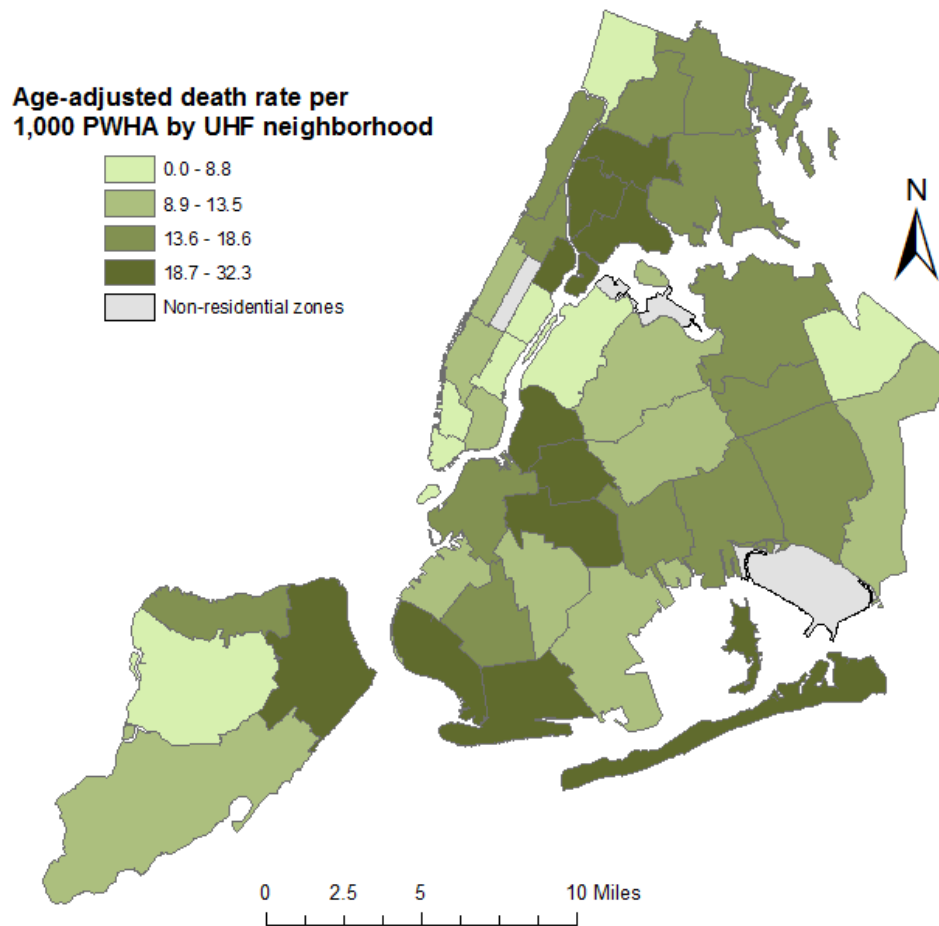 Age-adjusted death rate per
1,000 PWHA by UHF neighborhood
0.0 - 8.8
8.9 - 13.5
13.6 - 18.6
18.7 - 32.3
Non-residential zones
N
0 2.5 5 10 Miles